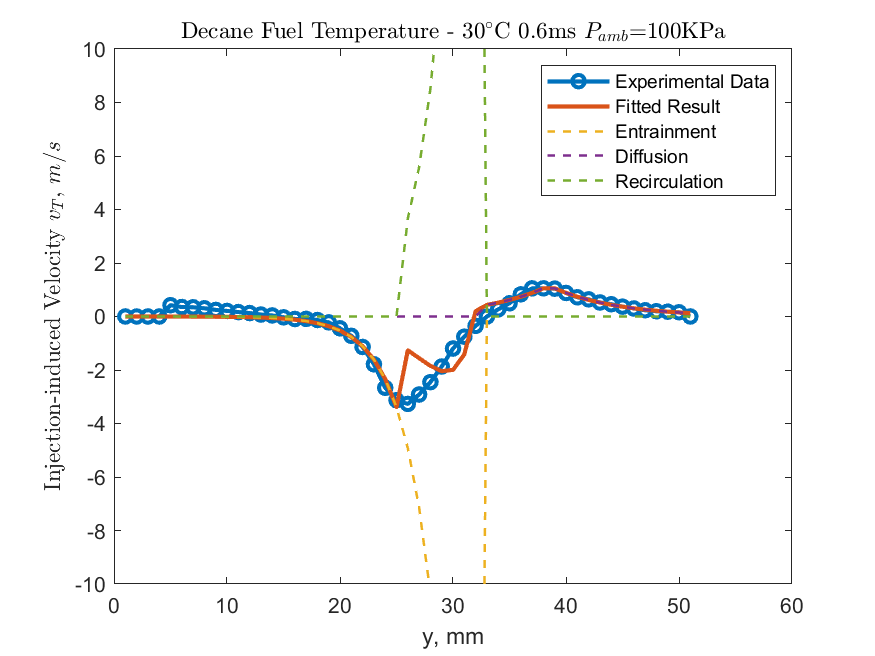 Decane Fuel Temperature - 30°C 0.6ms P_amb=100KPa
10
8
6
4
2
0
-2
-4
-6
-8
-10
Injection-induced Velocity v_T, m/s
Experimental Data
Fitted Result
Entrainment
Diffusion
Recirculation
0 10 20 30 40 50 60
y, mm